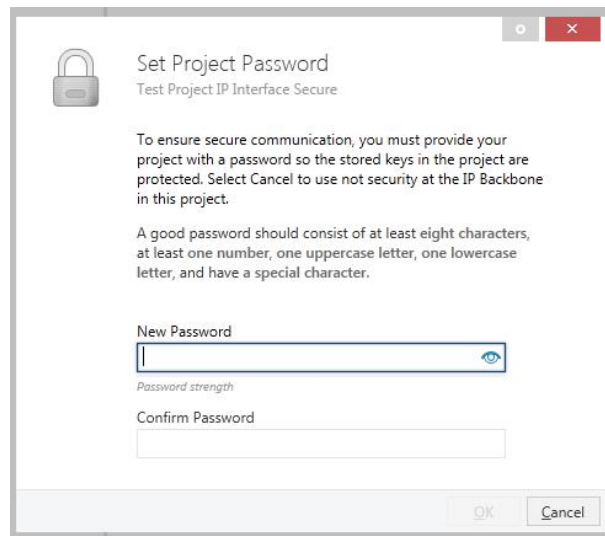 Set Project Password
Test Project IP Interface Secure
To ensure secure communication, you must provide your
project with a password so the stored keys in the project are
protected. Select Cancel to use not security at the IP Backbone
in this project.
A good password should consist of at least eight characters,
at least one number, one uppercase letter, one lowercase
letter, and have a special character.
New Password
Password strength
Confirm Password
OK
Cancel